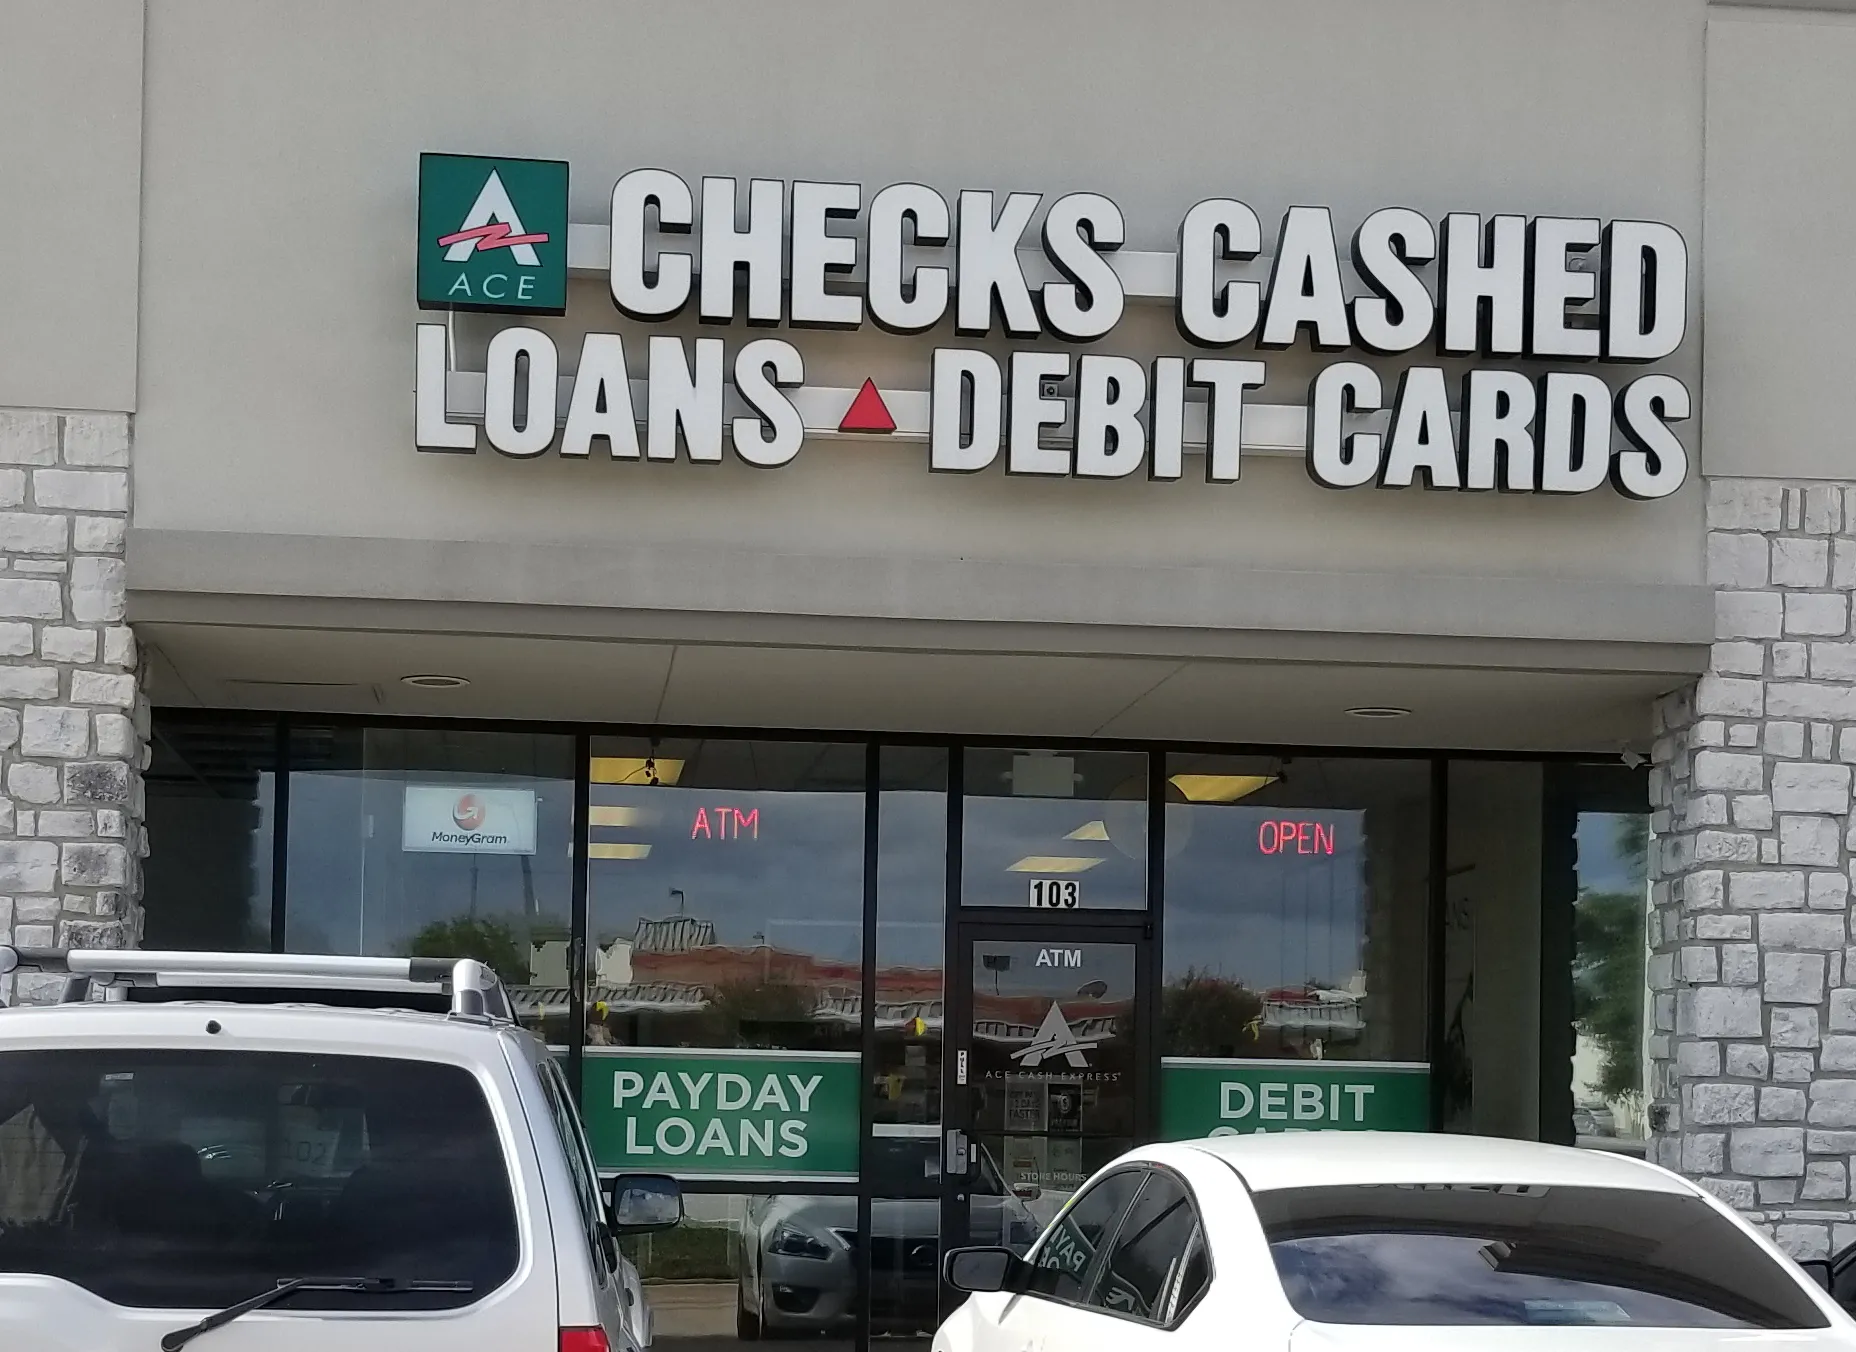 ACE
CHECKS CASHED
LOANS DEBIT CARDS
MoneyGram
ATM
OPEN
103
ATM
ACE CASH EXPRESS
PAYDAY
LOANS
DEBIT
FASTER
STORE HOURS